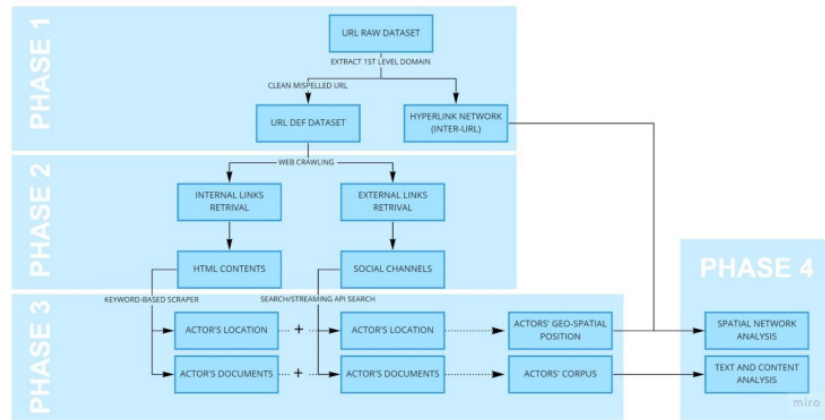 PHASE 1
URL RAW DATASET
EXTRACT 1ST LEVEL DOMAIN
CLEAN MISPELLED URL
URL DEF DATASET
HYPERLINK NETWORK
(INTER-URL)
PHASE 2
WEB CRAWLING
INTERNAL LINKS
RETRIVAL
EXTERNAL LINKS
RETRIVAL
HTML CONTENTS
SOCIAL CHANNELS
PHASE 3
KEYWORD-BASED SCRAPER
SEARCH/STREAMING API SEARCH
ACTOR'S LOCATION
+
ACTOR'S LOCATION
ACTORS' GEO-SPATIAL
POSITION
ACTOR'S DOCUMENTS
+
ACTOR'S DOCUMENTS
ACTORS' CORPUS
PHASE 4
SPATIAL NETWORK
ANALYSIS
TEXT AND CONTENT
ANALYSIS
miro